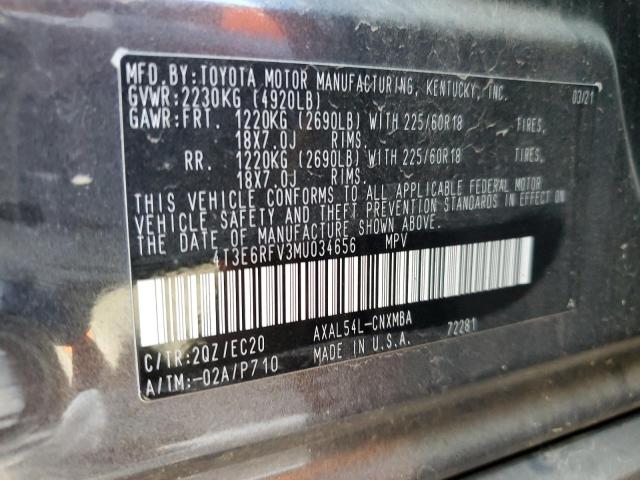 MFD.BY:TOYOTA MOTOR MANUFACTURING, KENTUCKY, INC.
GVWR:2230KG (4920LB) 03/21
GAWR:FRT. 1220KG (2690LB) WITH 225/60R18 TIRES,
18X7.0J RIMS.
RR. 1220KG (2690LB) WITH 225/60R18 TIRES,
18X7.0J RIMS.
THIS VEHICLE CONFORMS TO ALL APPLICABLE FEDERAL MOTOR
VEHICLE SAFETY AND THEFT PREVENTION STANDARDS IN EFFECT ON
THE DATE OF MANUFACTURE SHOWN ABOVE.
4T3E6RFV3MU034656 MPV
A
C/TR:2QZ/EC20 AXAL54L-CNXMBA 72281
A/TM:-02A/P710 MADE IN U.S.A.